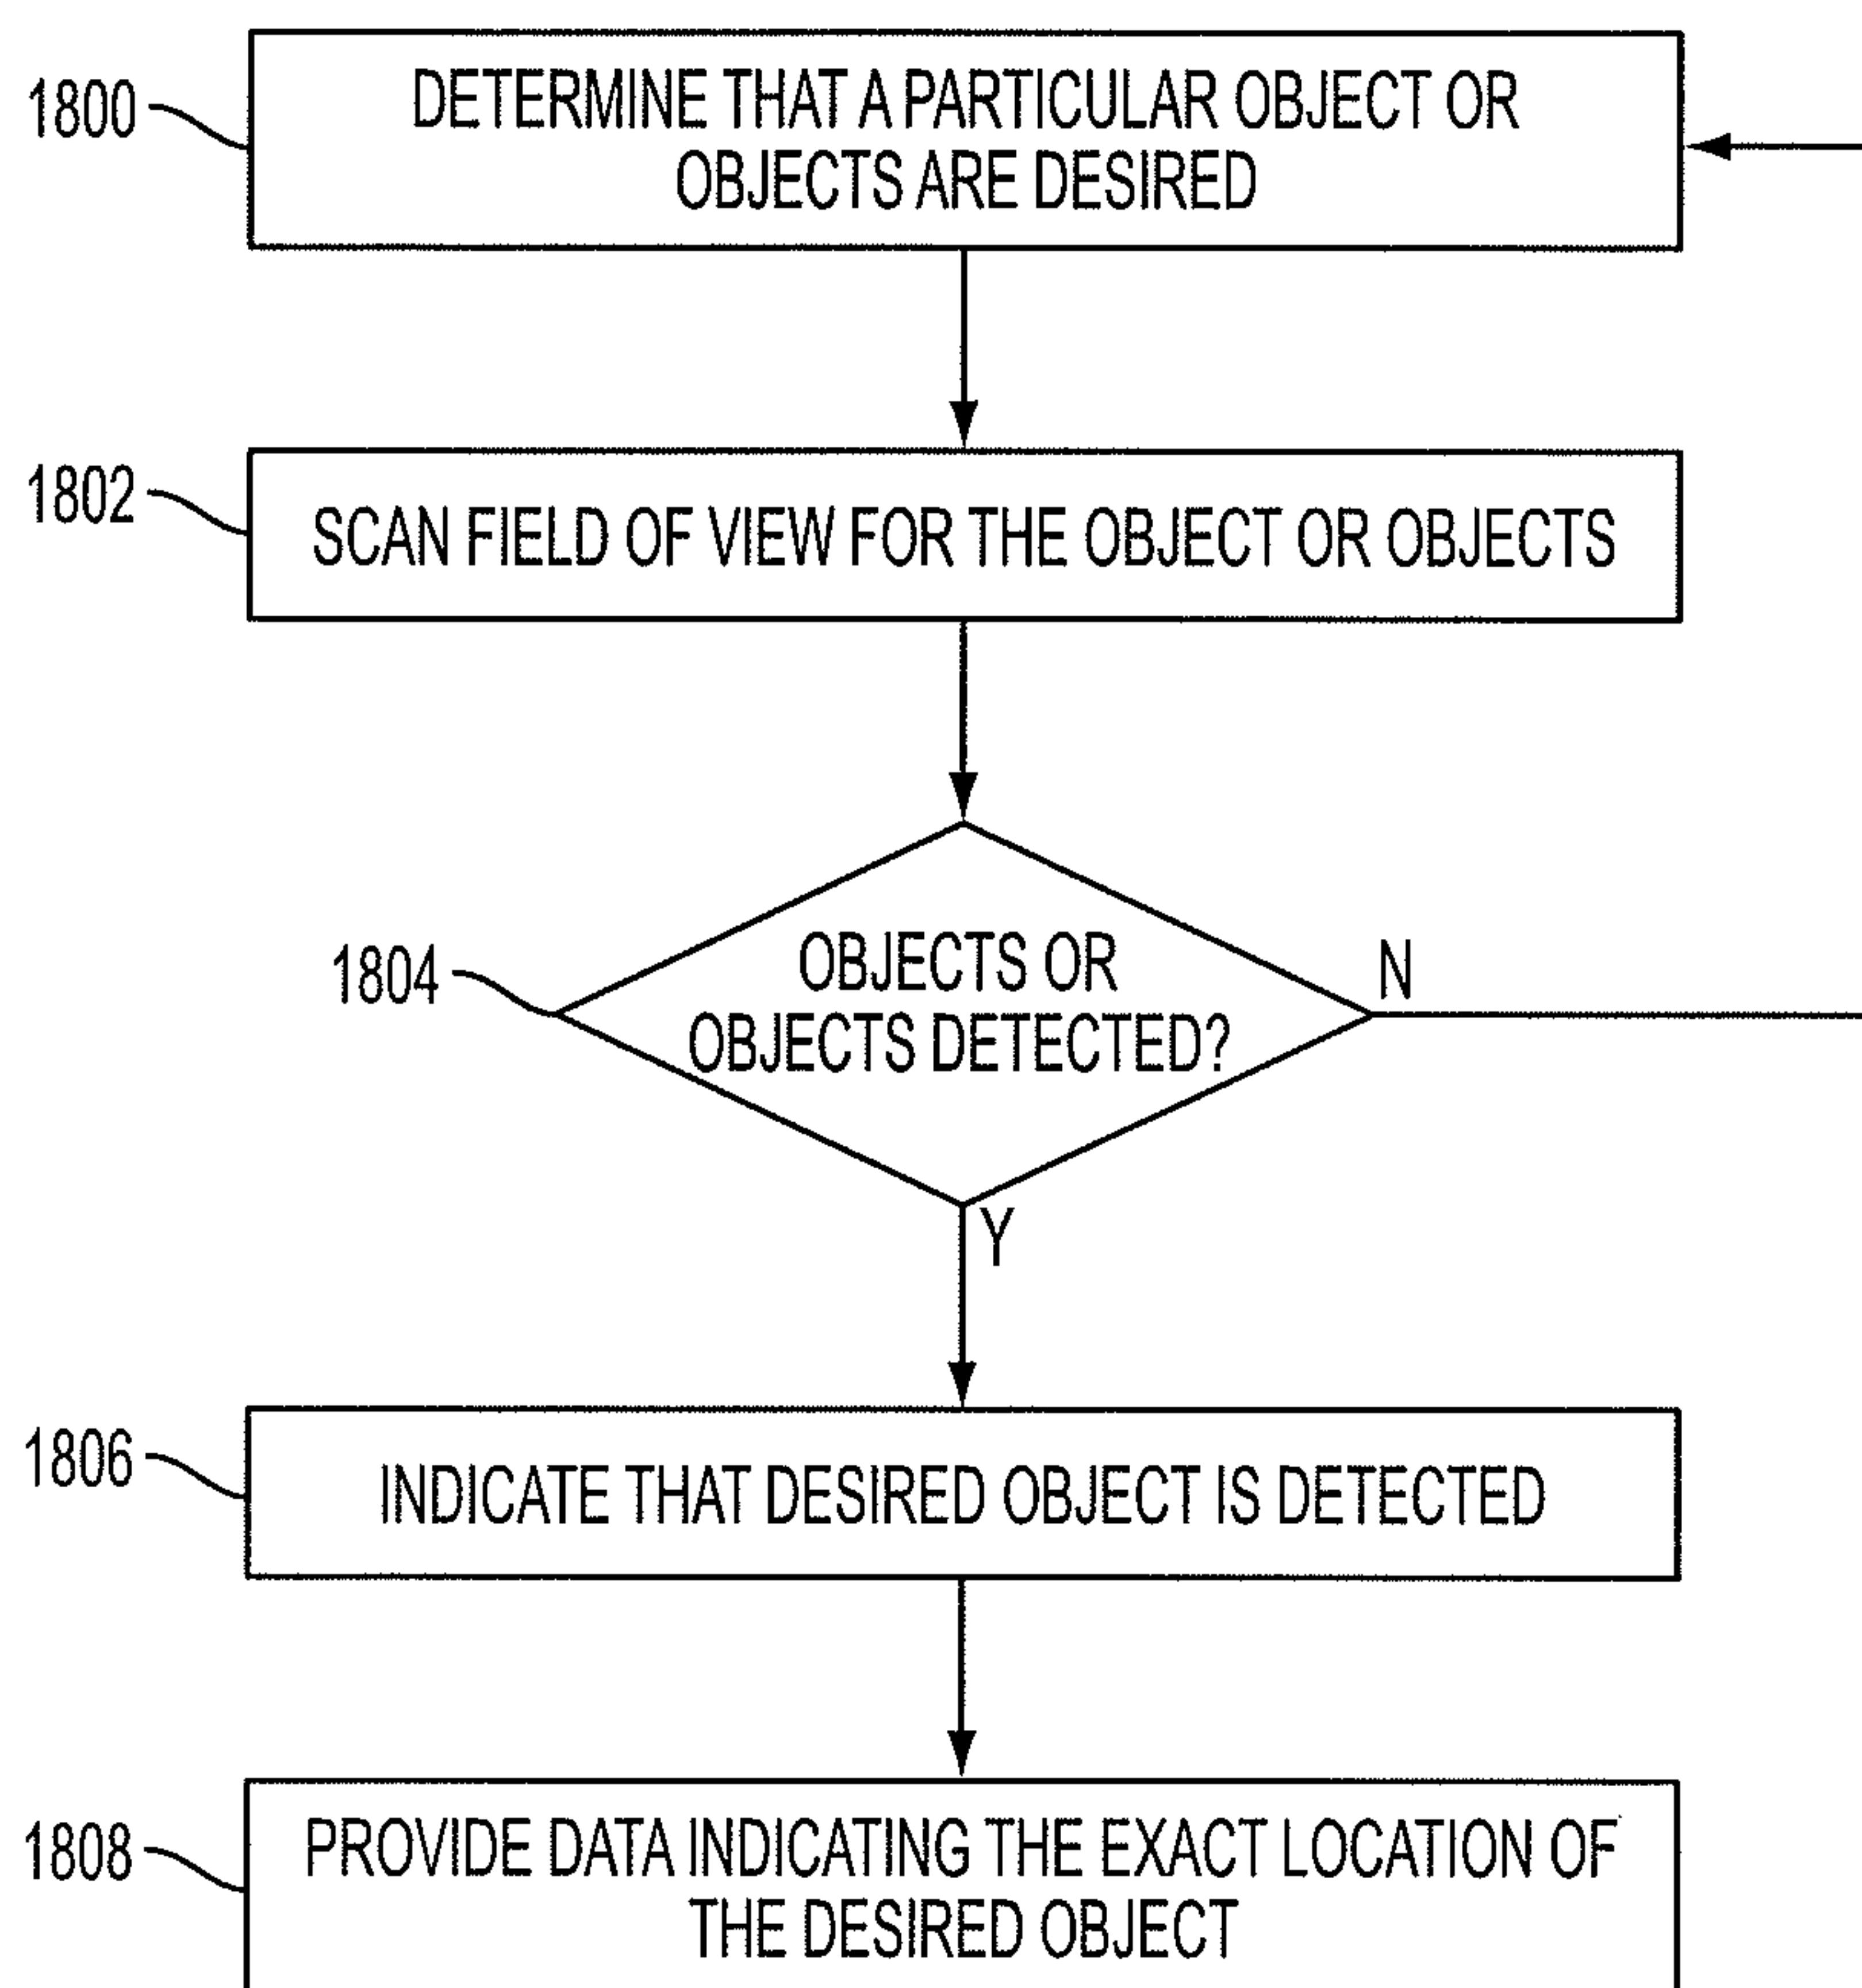 1800
DETERMINE THAT A PARTICULAR OBJECT OR
OBJECTS ARE DESIRED
1802
SCAN FIELD OF VIEW FOR THE OBJECT OR OBJECTS
1804
OBJECTS OR
OBJECTS DETECTED?
N
Y
1806
INDICATE THAT DESIRED OBJECT IS DETECTED
1808
PROVIDE DATA INDICATING THE EXACT LOCATION OF
THE DESIRED OBJECT